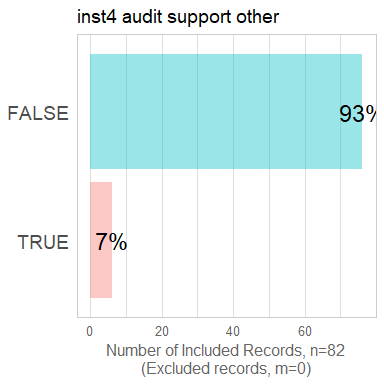 inst4 audit support other
FALSE
93%
TRUE
7%
0
20
40
60
Number of Included Records, n=82
(Excluded records, m=0)